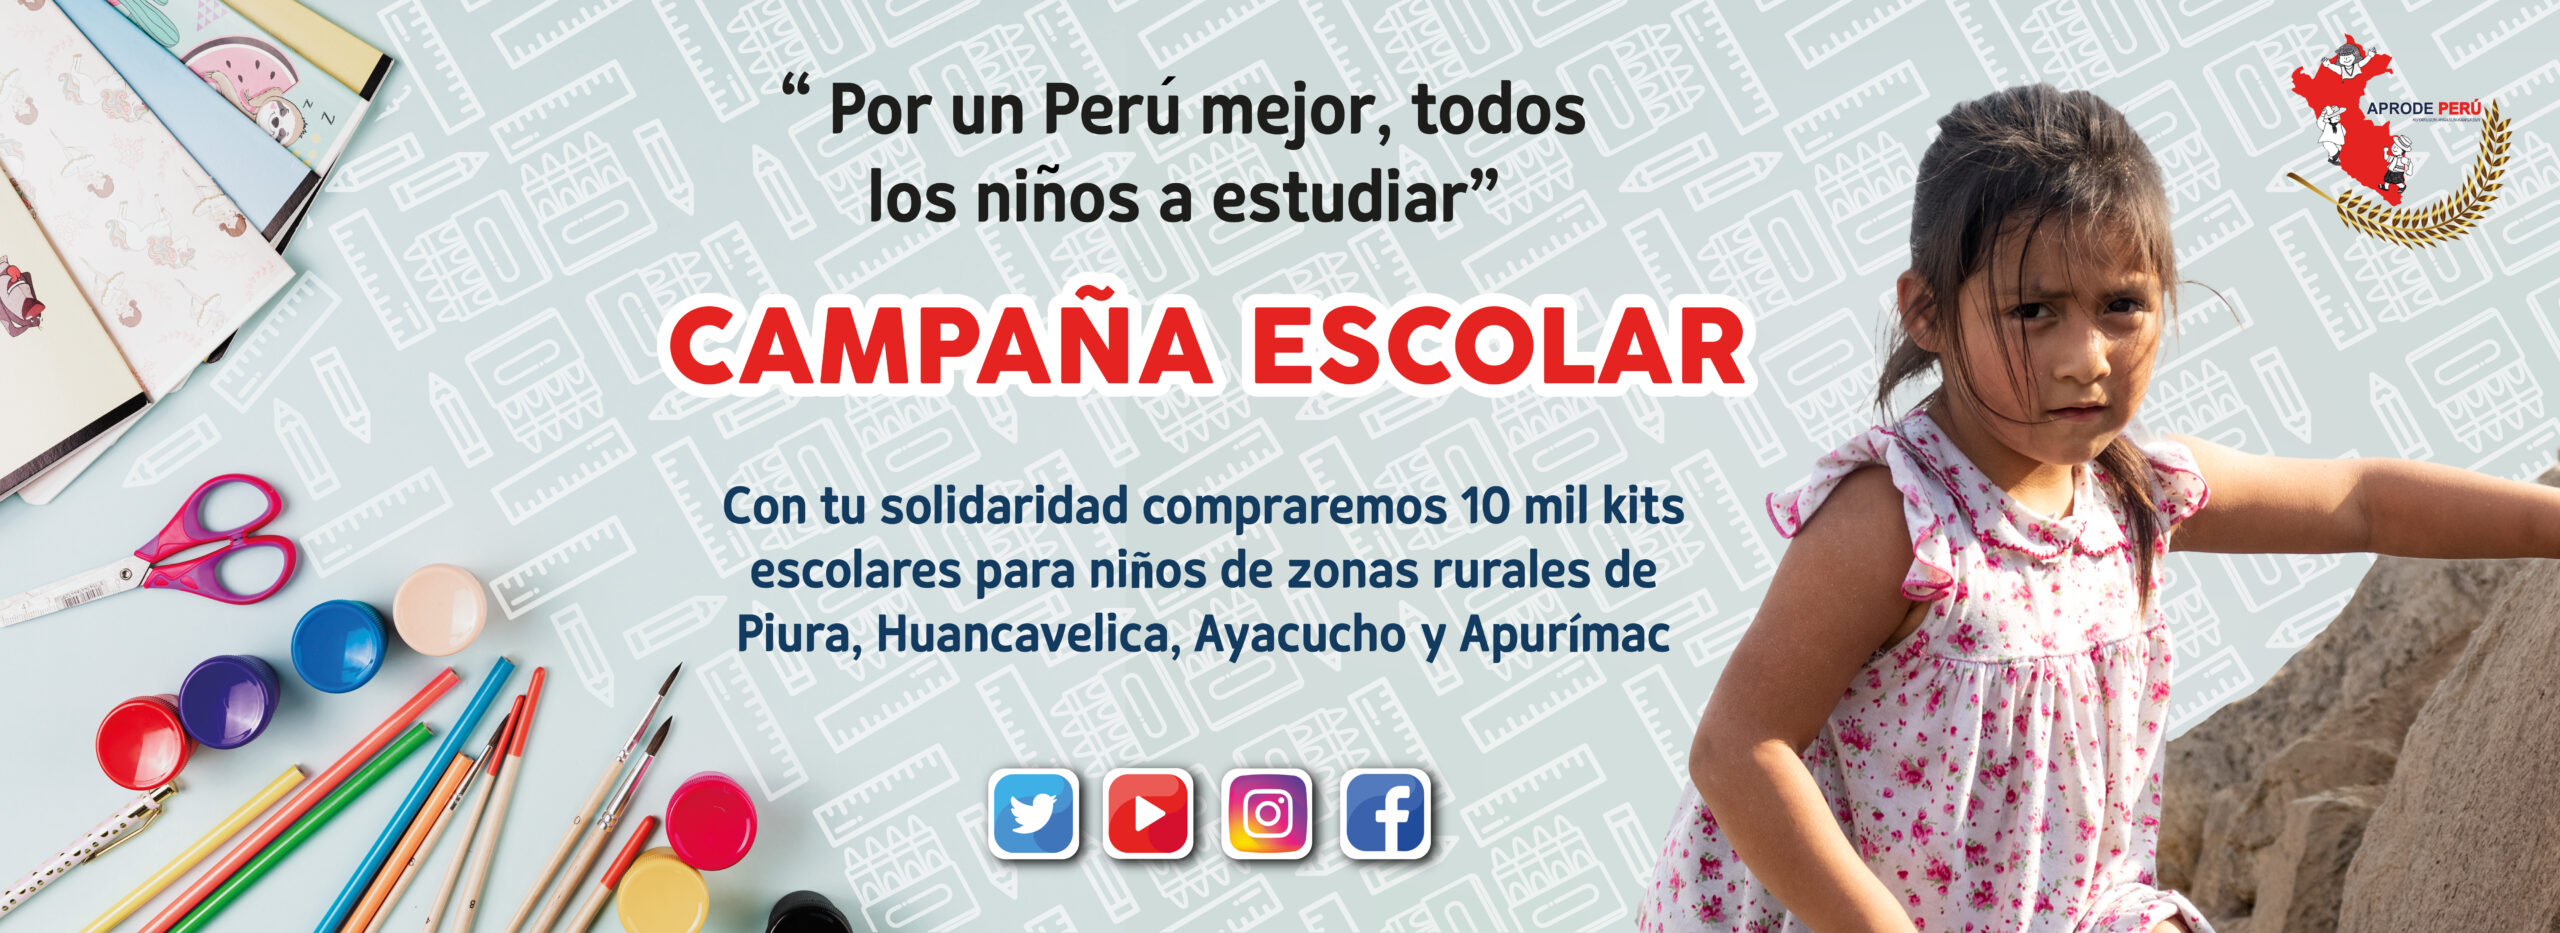 “ Por un Perú mejor, todos
los niños a estudiar”
CAMPAÑA ESCOLAR
Con tu solidaridad compraremos 10 mil kits
escolares para niños de zonas rurales de
Piura, Huancavelica, Ayacucho y Apurímac
APRODE PERÚ